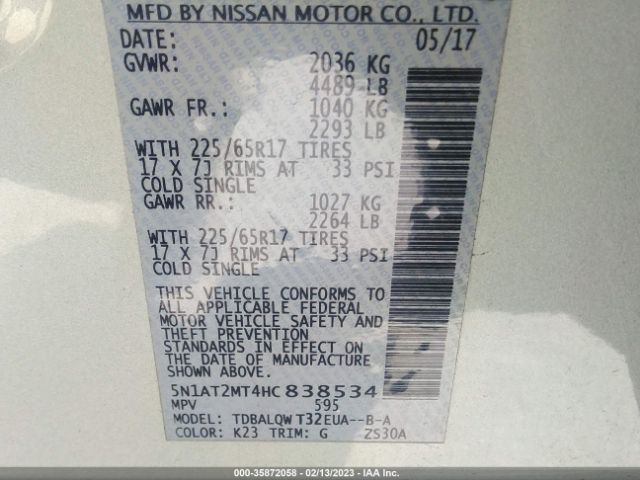 MFD BY NISSAN MOTOR CO., LTD.
DATE: 05/17
GVWR: 2036 KG
4489 LB
GAWR FR.: 1040 KG
2293 LB
WITH 225/65R17 TIRES
17 X 7J RIMS AT 33 PSI
COLD SINGLE
GAWR RR.: 1027 KG
2264 LB
WITH 225/65R17 TIRES
17 X 7J RIMS AT 33 PSI
COLD SINGLE
THIS VEHICLE CONFORMS TO
ALL APPLICABLE FEDERAL
MOTOR VEHICLE SAFETY AND
THEFT PREVENTION
STANDARDS IN EFFECT ON
THE DATE OF MANUFACTURE
SHOWN ABOVE.
5N1AT2MT4HC838534
MPV 595
MODEL: TDBALQW T32EUA--B-A
COLOR: K23 TRIM: G ZS30A
000-35872058 - 02/13/2023 - IAA Inc.